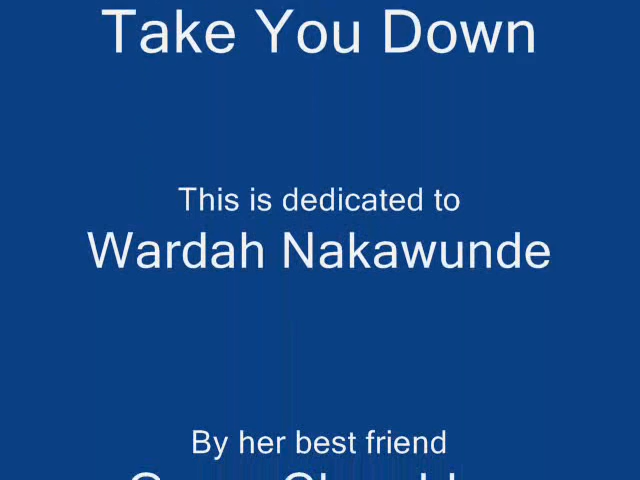 Take You Down
This is dedicated to
Wardah Nakawunde
By her best friend